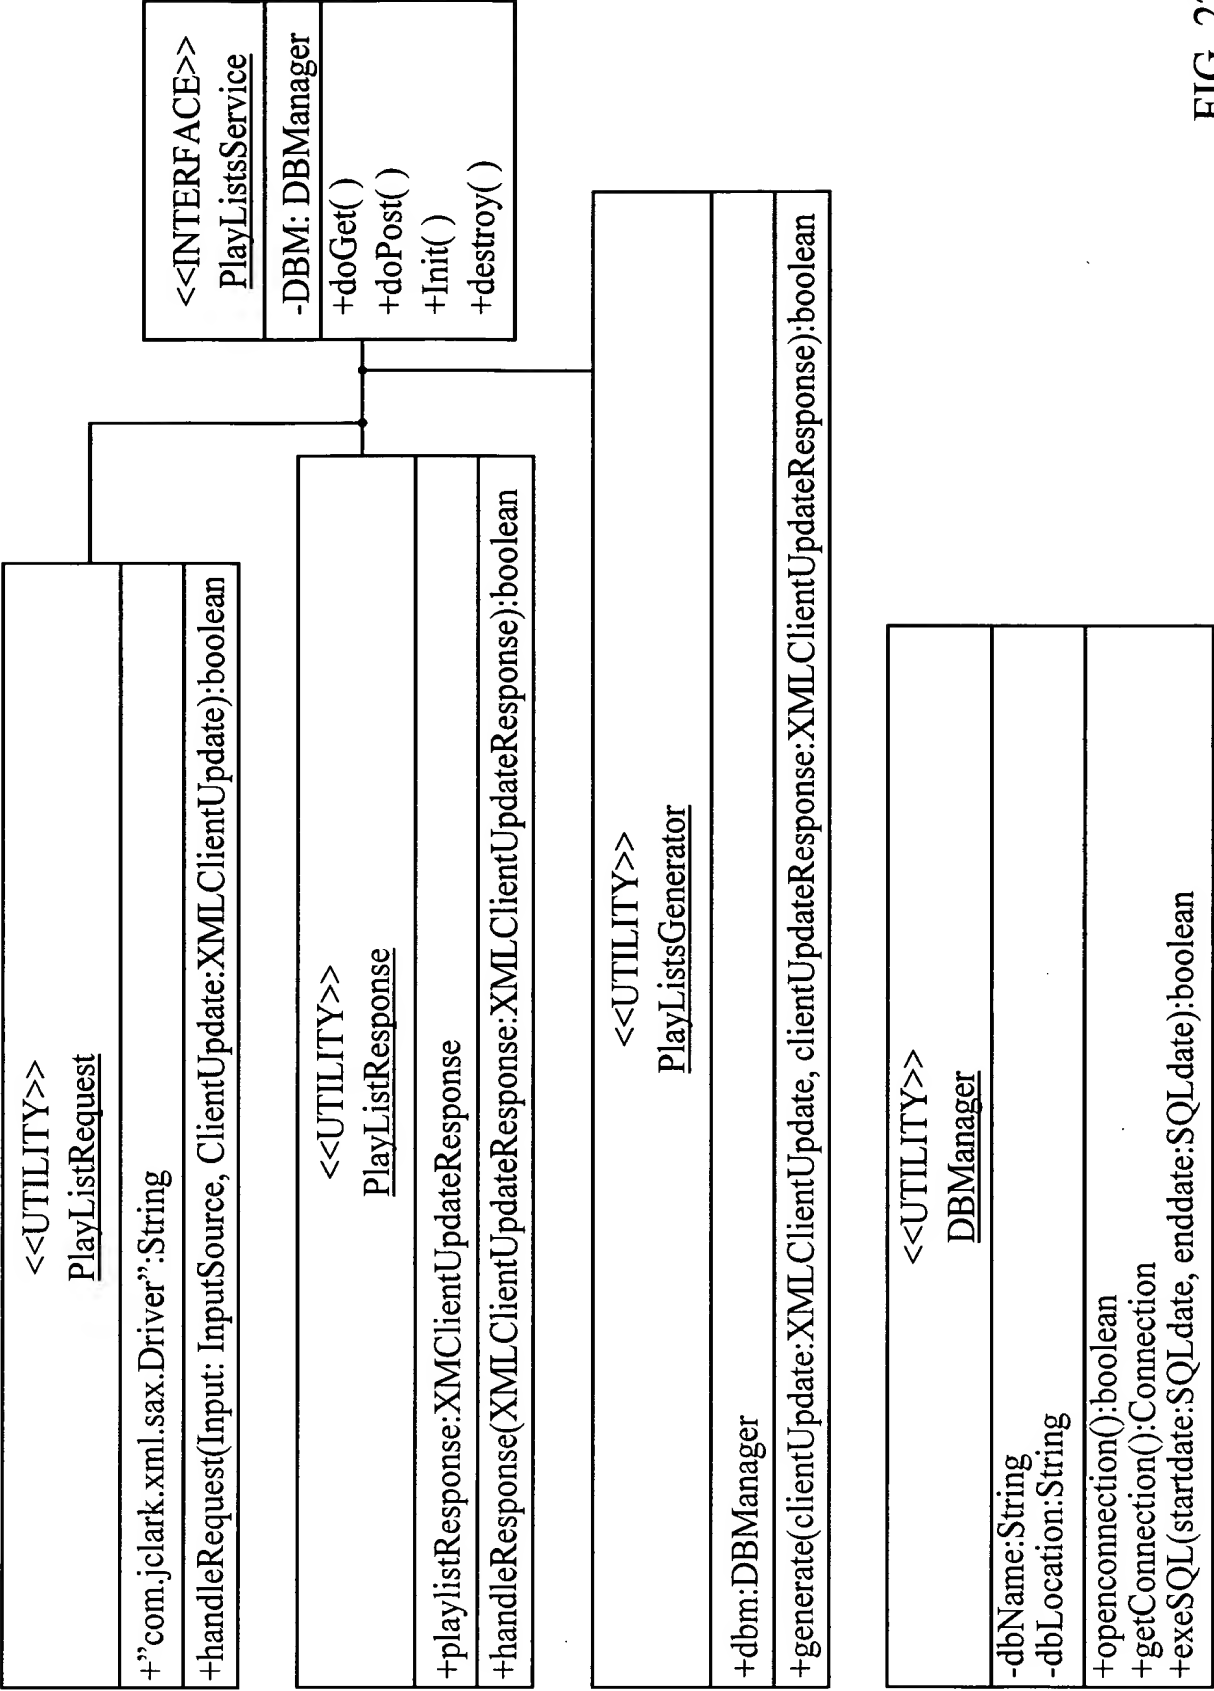 <<UTILITY>>
PlayListRequest
+”com.jclark.xml.sax.Driver”:String
+handleRequest(Input: InputSource, ClientUpdate:XMLClientUpdate):boolean
<<INTERFACE>>
PlayListsService
-DBM: DBManager
+doGet( )
+doPost( )
+Init( )
+destroy( )
<<UTILITY>>
PlayListResponse
+playlistResponse:XMClientUpdateResponse
+handleResponse(XMLClientUpdateResponse:XMLClientUpdateResponse):boolean
<<UTILITY>>
PlayListsGenerator
+dbm:DBManager
+generate(clientUpdate:XMLClientUpdate, clientUpdateResponse:XMLClientUpdateResponse):boolean
<<UTILITY>>
DBManager
-dbName:String
-dbLocation:String
+openconnection():boolean
+getConnection():Connection
+exeSQL(startdate:SQLdate, enddate:SQLdate):boolean
FIG.